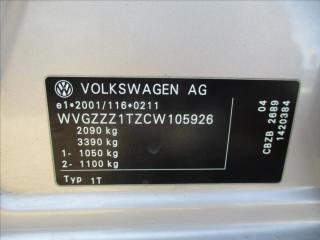 VOLKSWAGEN AG
e1*2001/116*0211
WVGZZZ1TZCW105926
2090 kg
3390 kg
1- 1050 kg
2- 1100 kg
Typ 1T
04
CBZB 2689
1420384